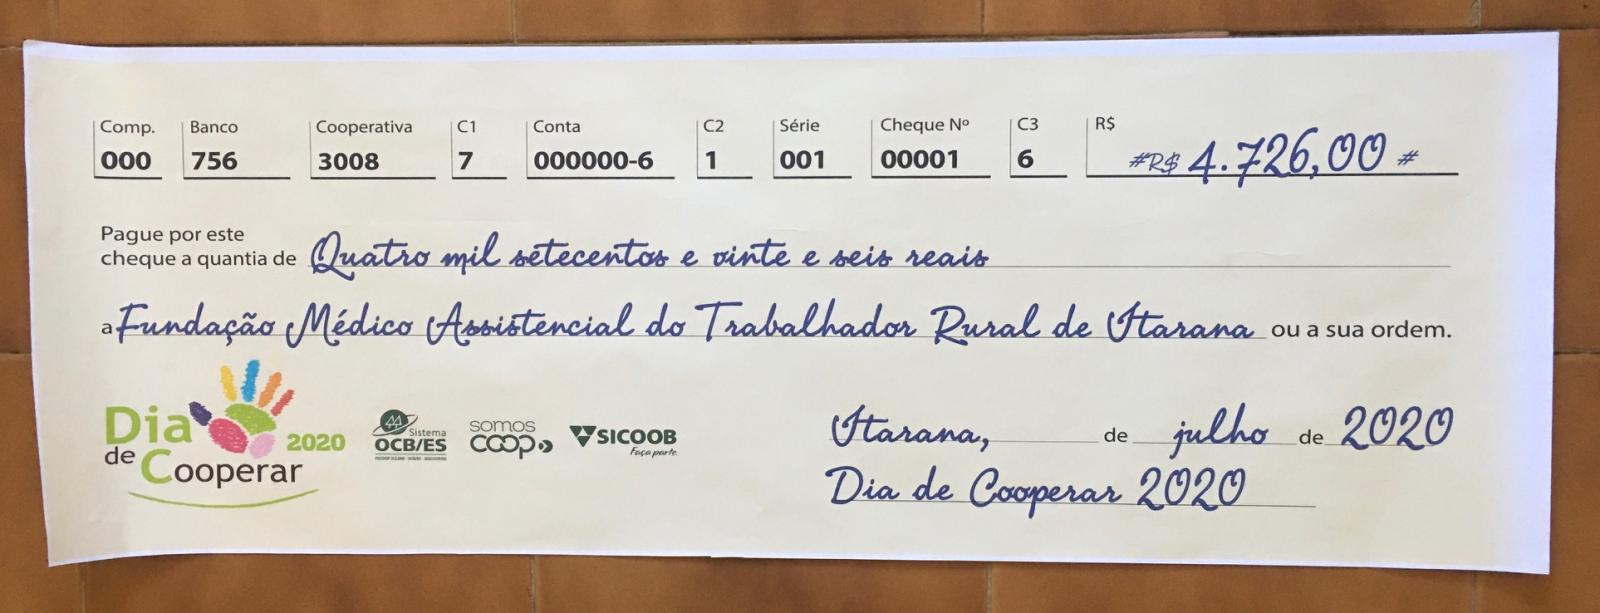 Comp. Banco Cooperativa C1 Conta C2 Série Cheque Nº C3 R$
000 756 3008 7 000000-6 1 001 00001 6 #R$ 4.726,00 #
Pague por este
cheque a quantia de Quatro mil setecentos e vinte e seis reais
a Fundação Médico Assistencial do Trabalhador Rural de Itarana ou a sua ordem.
Dia de Cooperar 2020
Sistema OCB/ES
somos coop
SICOOB
Faça parte.
Itarana, de julho de 2020
Dia de Cooperar 2020